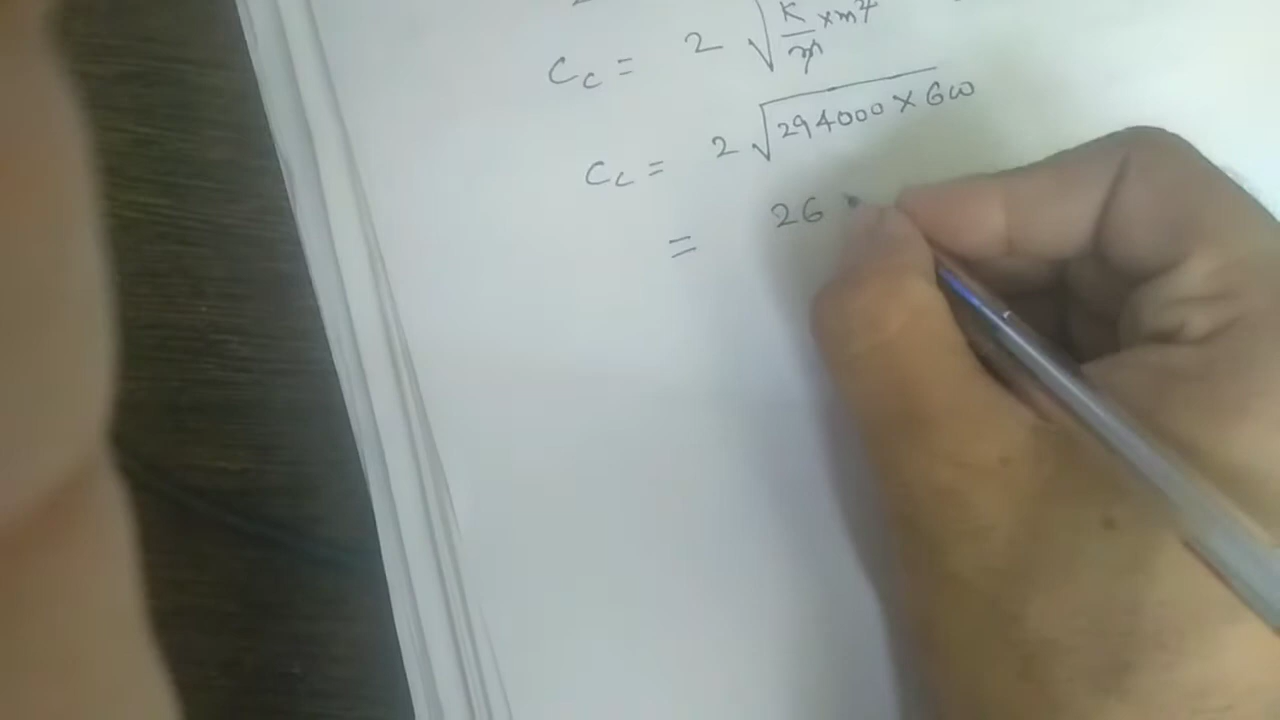 C_c = 2 √(K/m × m²)
C_c = 2 √(294000 × 600)
= 26